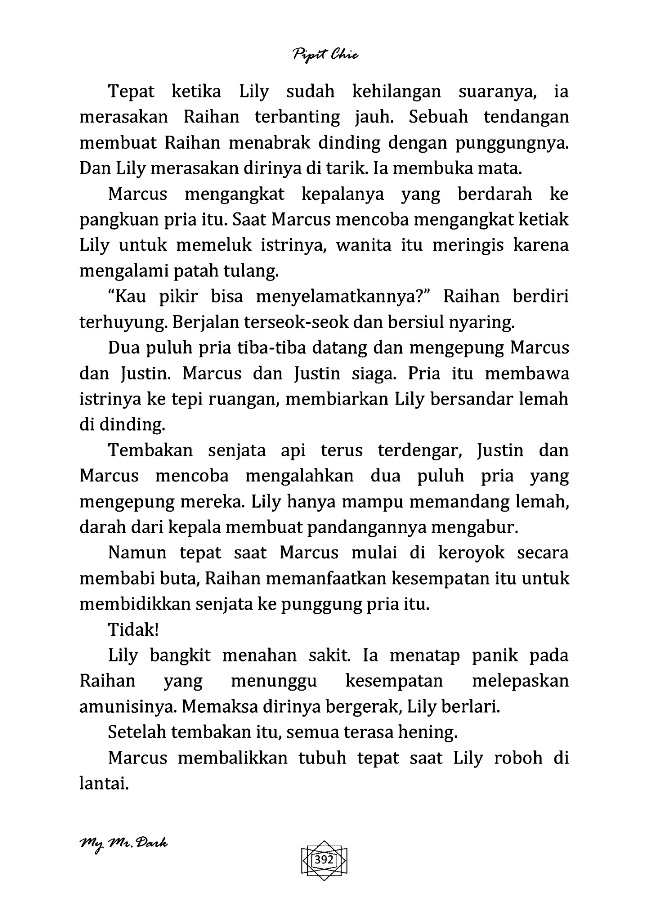 Pipit Chie
Tepat ketika Lily sudah kehilangan suaranya, ia
merasakan Raihan terbanting jauh. Sebuah tendangan
membuat Raihan menabrak dinding dengan punggungnya.
Dan Lily merasakan dirinya di tarik. Ia membuka mata.
Marcus mengangkat kepalanya yang berdarah ke
pangkuan pria itu. Saat Marcus mencoba mengangkat ketiak
Lily untuk memeluk istrinya, wanita itu meringis karena
mengalami patah tulang.
“Kau pikir bisa menyelamatkannya?” Raihan berdiri
terhuyung. Berjalan terseok-seok dan bersiul nyaring.
Dua puluh pria tiba-tiba datang dan mengepung Marcus
dan Justin. Marcus dan Justin siaga. Pria itu membawa
istrinya ke tepi ruangan, membiarkan Lily bersandar lemah
di dinding.
Tembakan senjata api terus terdengar, Justin dan
Marcus mencoba mengalahkan dua puluh pria yang
mengepung mereka. Lily hanya mampu memandang lemah,
darah dari kepala membuat pandangannya mengabur.
Namun tepat saat Marcus mulai di keroyok secara
membabi buta, Raihan memanfaatkan kesempatan itu untuk
membidikkan senjata ke punggung pria itu.
Tidak!
Lily bangkit menahan sakit. Ia menatap panik pada
Raihan yang menunggu kesempatan melepaskan
amunisinya. Memaksa dirinya bergerak, Lily berlari.
Setelah tembakan itu, semua terasa hening.
Marcus membalikkan tubuh tepat saat Lily roboh di
lantai.
My Mr. Dark
392